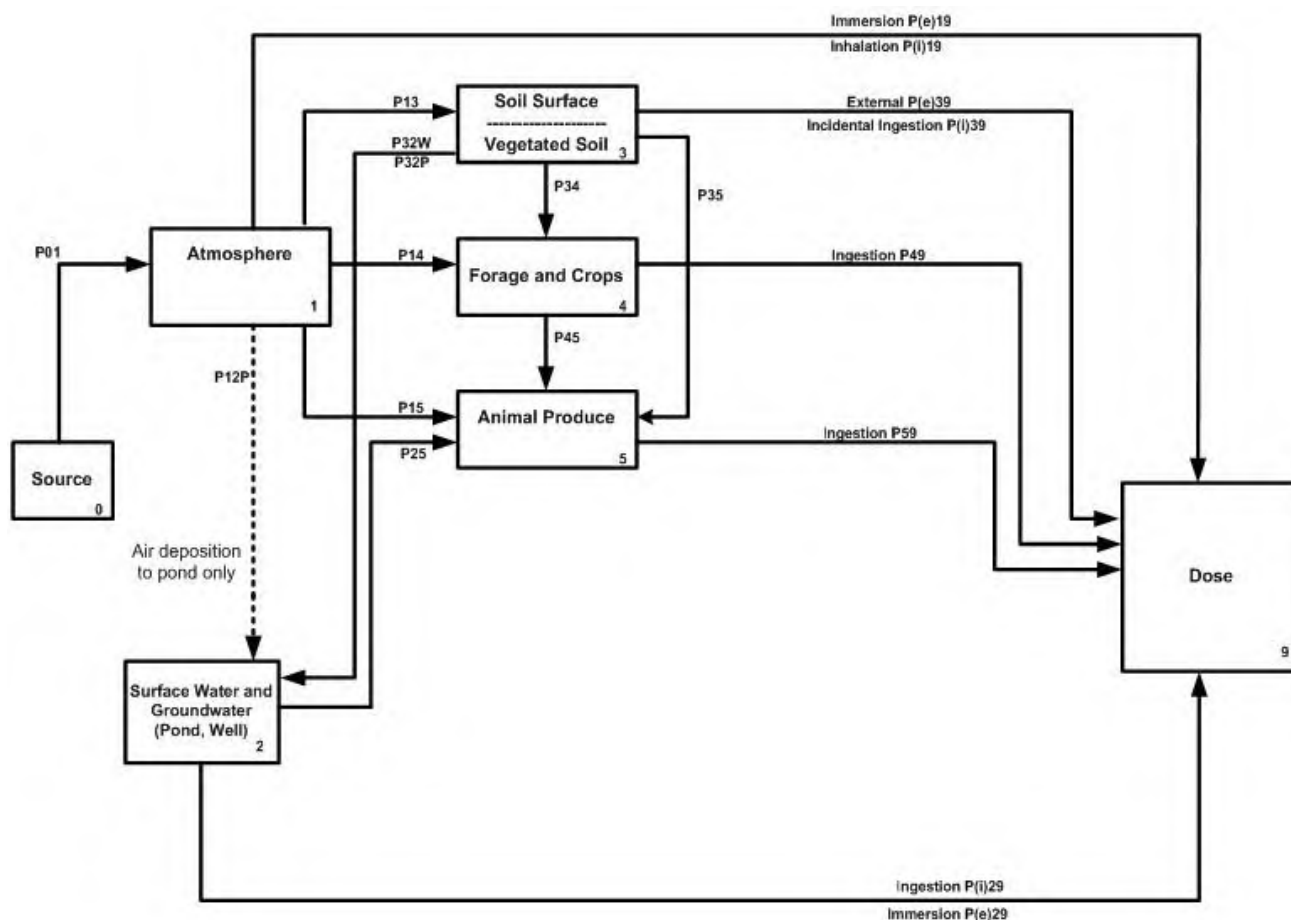 Immersion P(e)19
Inhalation P(i)19
P13
Soil Surface
--------------------
Vegetated Soil
3
External P(e)39
Incidental Ingestion P(i)39
P32W
P32P
P34
P35
P01
Atmosphere
1
P14
Forage and Crops
4
Ingestion P49
P45
P12P
P15
P25
Animal Produce
5
Ingestion P59
Source
0
Air deposition
to pond only
Dose
9
Surface Water and
Groundwater
(Pond, Well)
2
Ingestion P(i)29
Immersion P(e)29